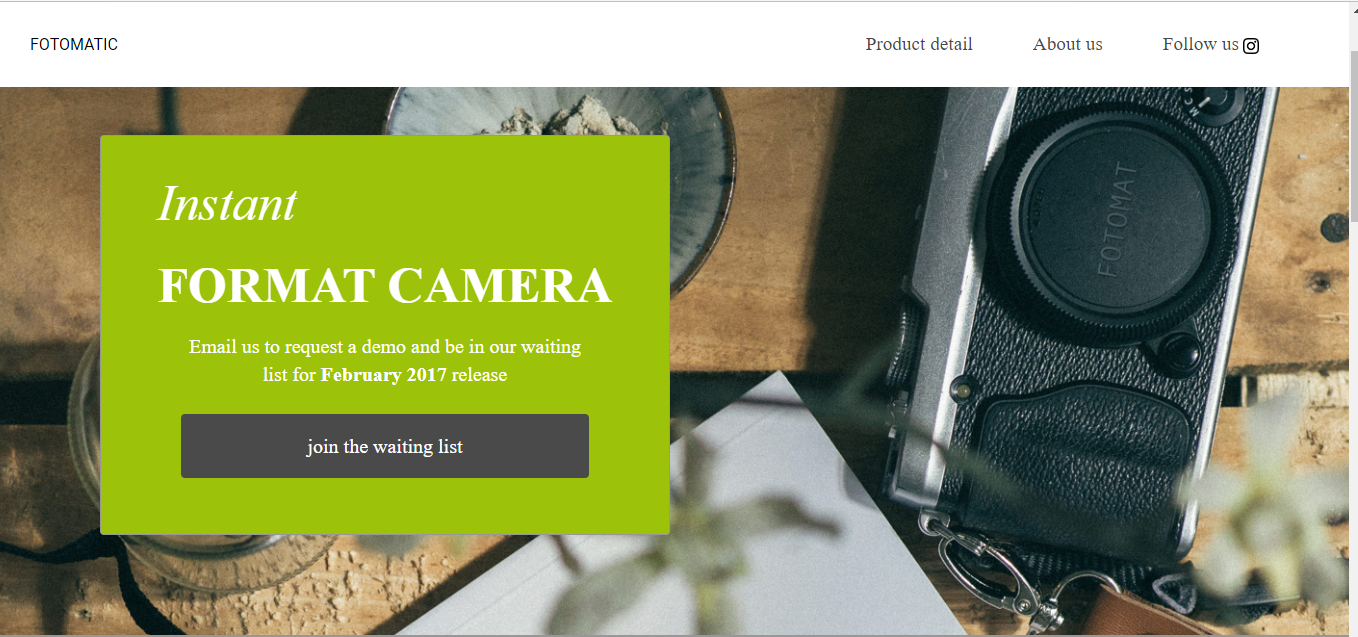 FOTOMATIC
Product detail
About us
Follow us
Instant
FORMAT CAMERA
Email us to request a demo and be in our waiting
list for February 2017 release
join the waiting list
FOTOMAT
S